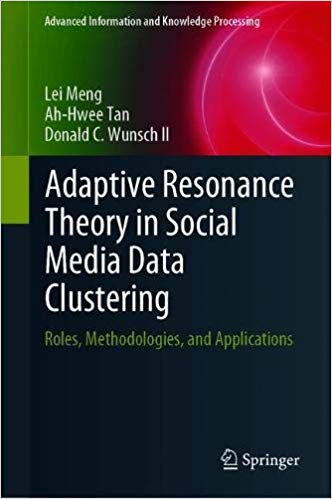 Advanced Information and Knowledge Processing
Lei Meng
Ah-Hwee Tan
Donald C. Wunsch II
Adaptive Resonance
Theory in Social
Media Data
Clustering
Roles, Methodologies, and Applications
Springer